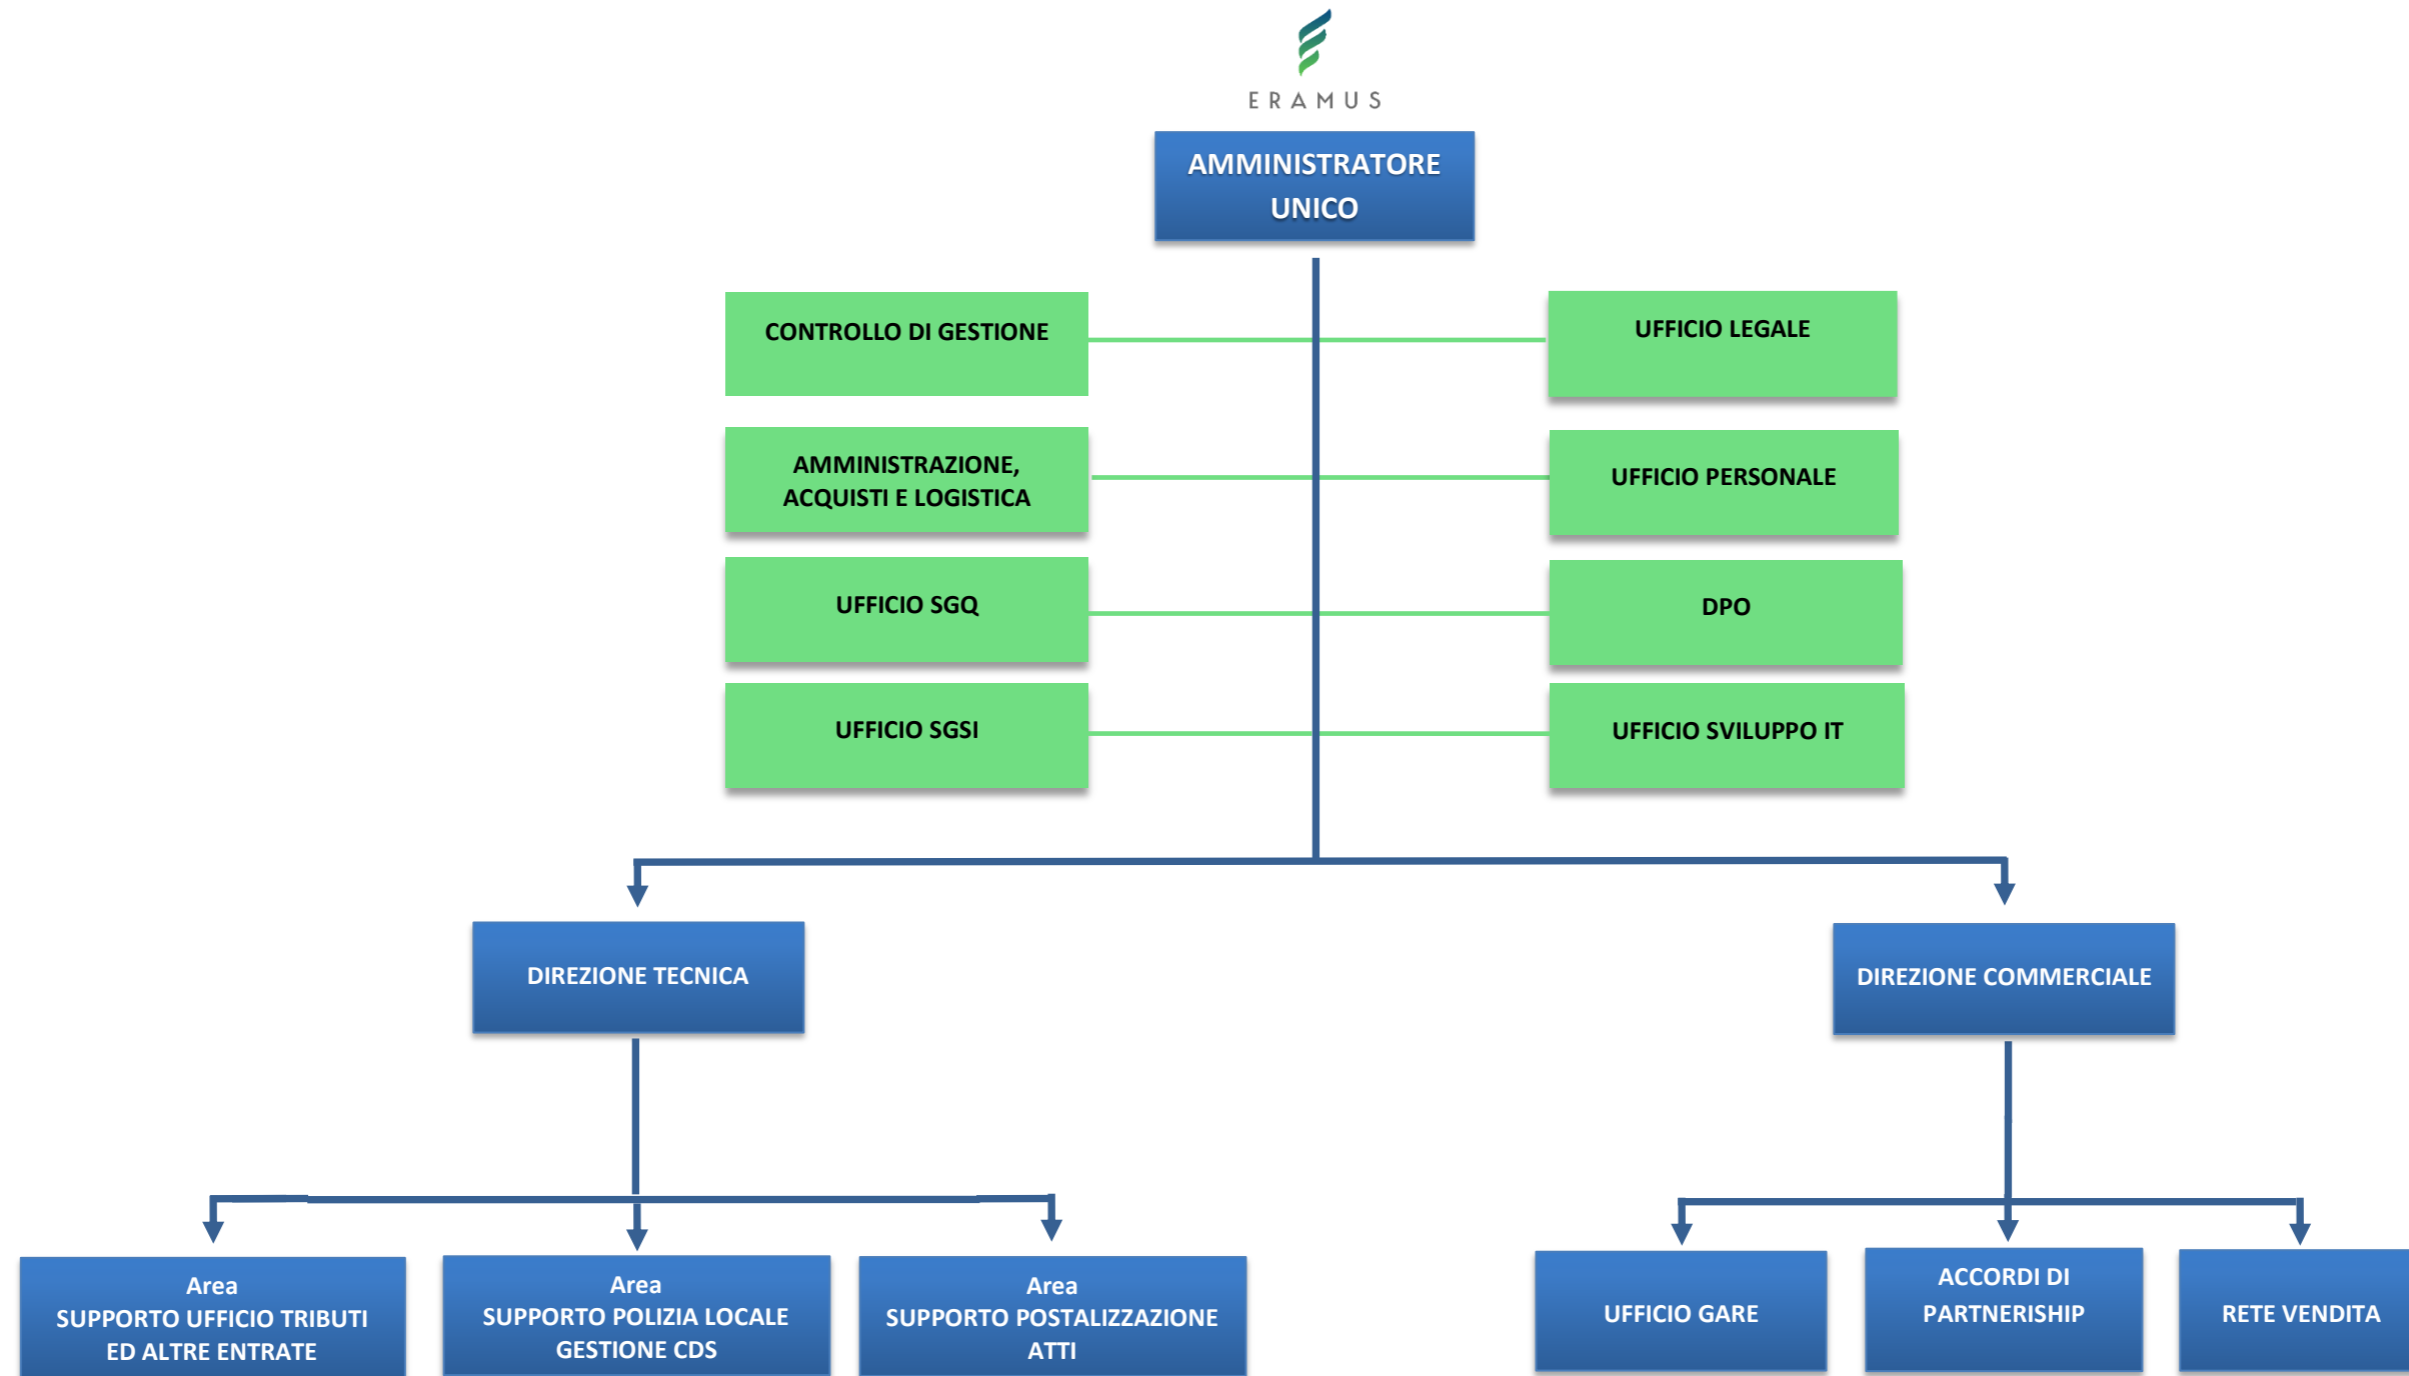 ERAMUS
AMMINISTRATORE
UNICO
CONTROLLO DI GESTIONE
UFFICIO LEGALE
AMMINISTRAZIONE,
ACQUISTI E LOGISTICA
UFFICIO PERSONALE
UFFICIO SGQ
DPO
UFFICIO SGSI
UFFICIO SVILUPPO IT
DIREZIONE TECNICA
DIREZIONE COMMERCIALE
Area
SUPPORTO UFFICIO TRIBUTI
ED ALTRE ENTRATE
Area
SUPPORTO POLIZIA LOCALE
GESTIONE CDS
Area
SUPPORTO POSTALIZZAZIONE
ATTI
UFFICIO GARE
ACCORDI DI
PARTNERISHIP
RETE VENDITA